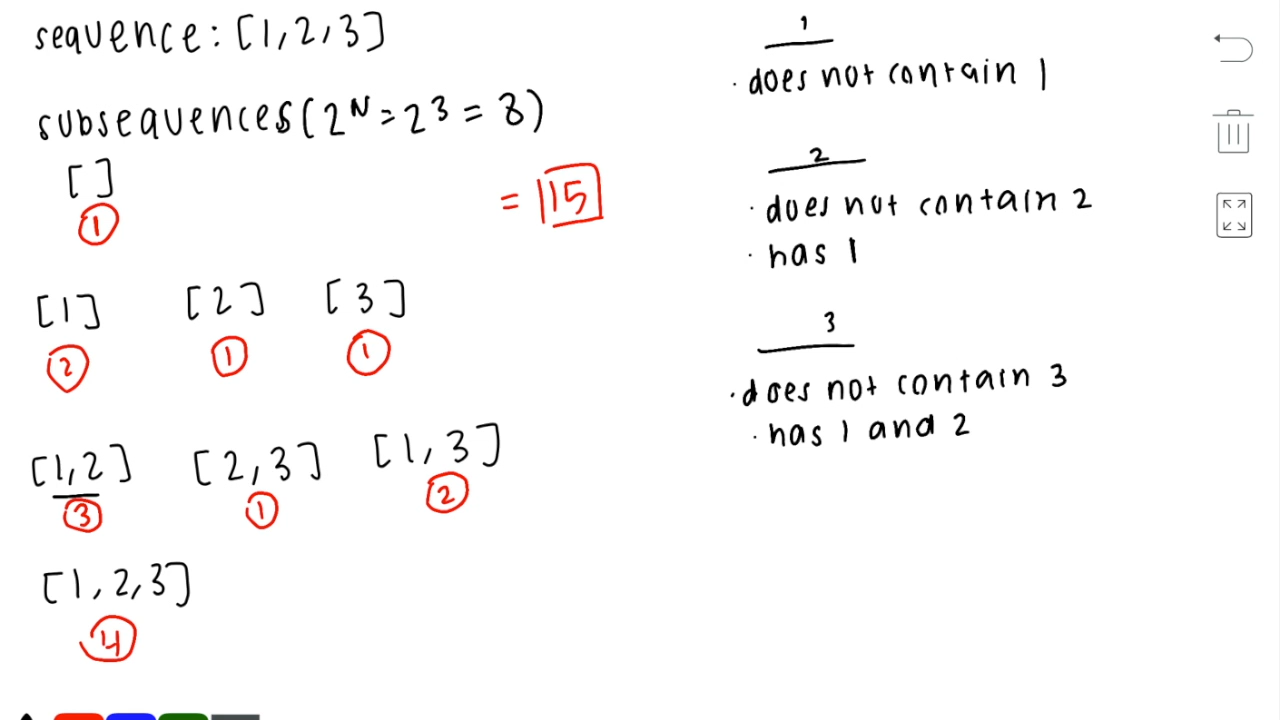 sequence: [1,2,3]
subsequences(2^N = 2^3 = 8)
[ ]
1
= 15
[1] [2] [3]
2 1 1
[1,2] [2,3] [1,3]
3 1 2
[1,2,3]
4
1
· does not contain 1
2
· does not contain 2
· has 1
3
· does not contain 3
· has 1 and 2